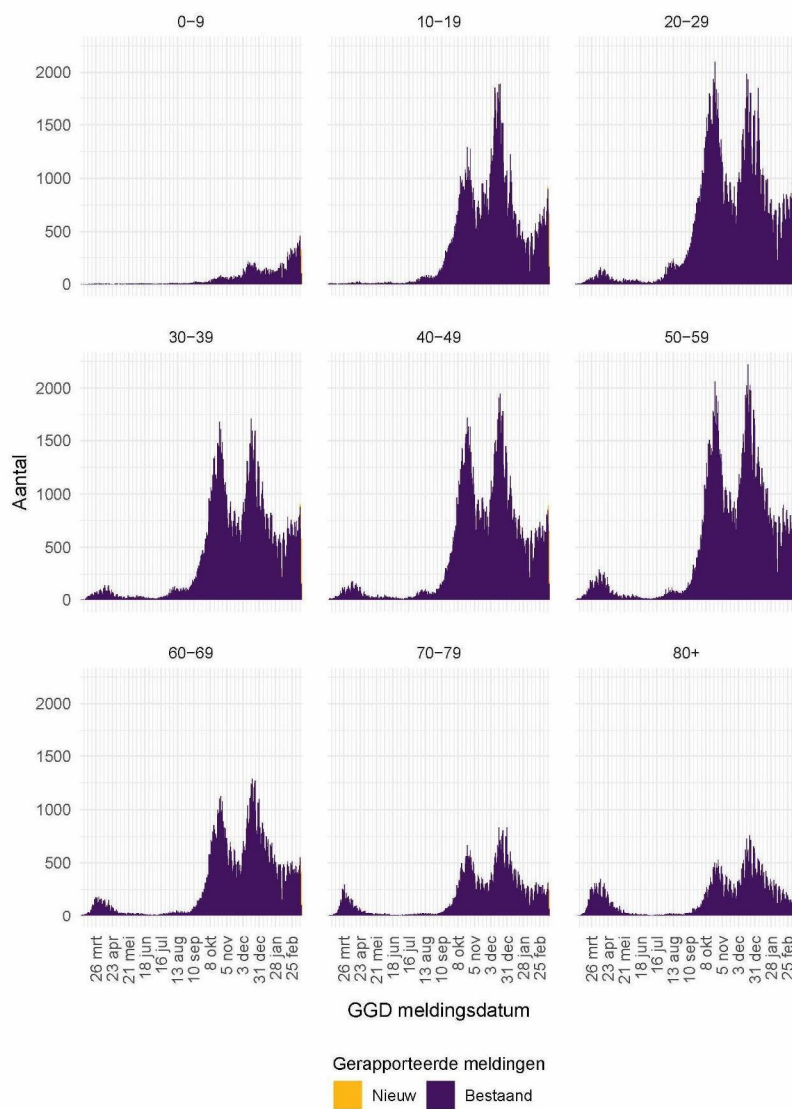 0−9 10−19 20−29
2000
1500
1000
500
0
30−39 40−49 50−59
2000
1500
1000
500
0
Aantal
60−69 70−79 80+
2000
1500
1000
500
0
26 mrt 23 apr 21 mei 18 jun 16 jul 13 aug 10 sep 8 okt 5 nov 3 dec 31 dec 28 jan 25 feb 26 mrt 23 apr 21 mei 18 jun 16 jul 13 aug 10 sep 8 okt 5 nov 3 dec 31 dec 28 jan 25 feb 26 mrt 23 apr 21 mei 18 jun 16 jul 13 aug 10 sep 8 okt 5 nov 3 dec 31 dec 28 jan 25 feb
GGD meldingsdatum
Gerapporteerde meldingen
Nieuw Bestaand